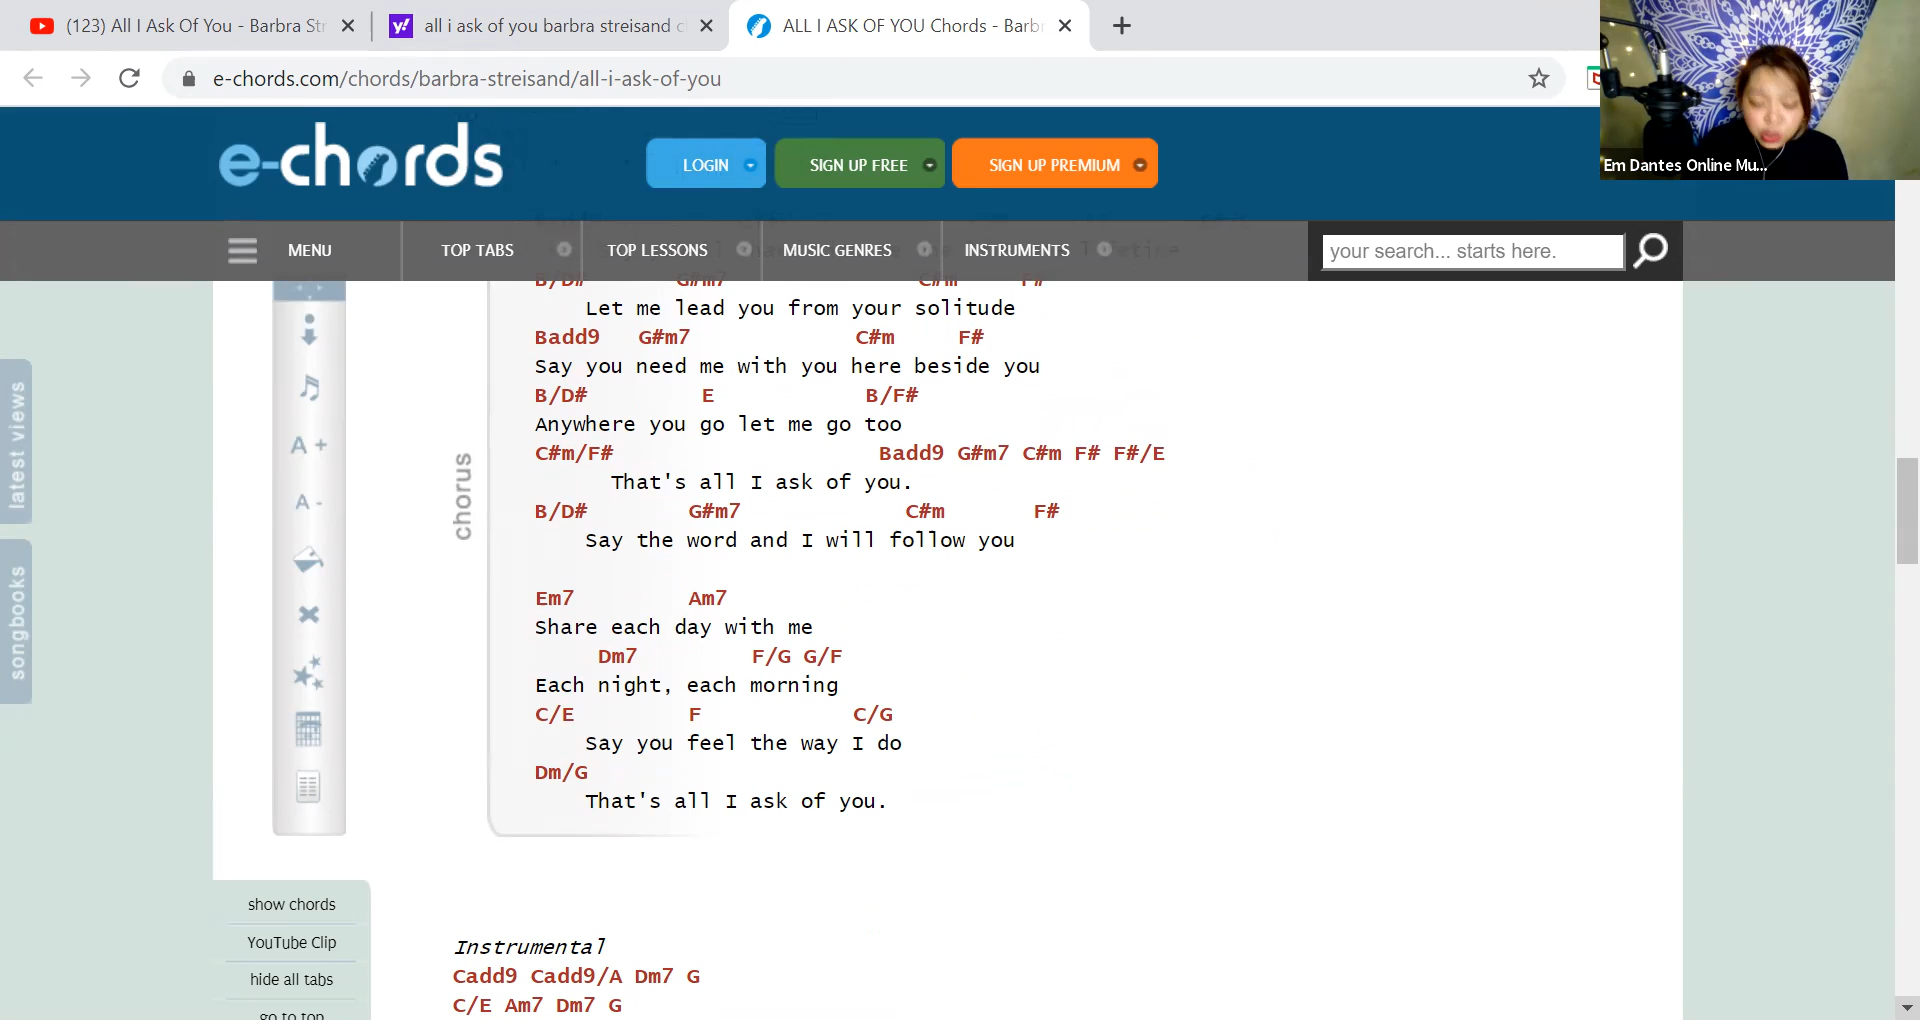 (123) All I Ask Of You - Barbra Str
all i ask of you barbra streisand c
ALL I ASK OF YOU Chords - Barbr
e-chords.com/chords/barbra-streisand/all-i-ask-of-you
Em Dantes Online Mu...
e-chords
LOGIN
SIGN UP FREE
SIGN UP PREMIUM
MENU
TOP TABS
TOP LESSONS
MUSIC GENRES
INSTRUMENTS
your search... starts here.
B/D# G#m7 C#m F#
Let me lead you from your solitude
Badd9 G#m7 C#m F#
Say you need me with you here beside you
B/D# E B/F#
Anywhere you go let me go too
C#m/F# Badd9 G#m7 C#m F# F#/E
That's all I ask of you.
B/D# G#m7 C#m F#
Say the word and I will follow you
Em7 Am7
Share each day with me
Dm7 F/G G/F
Each night, each morning
C/E F C/G
Say you feel the way I do
Dm/G
That's all I ask of you.
chorus
latest views
songbooks
A +
A -
show chords
YouTube Clip
hide all tabs
go to top
Instrumental
Cadd9 Cadd9/A Dm7 G
C/E Am7 Dm7 G